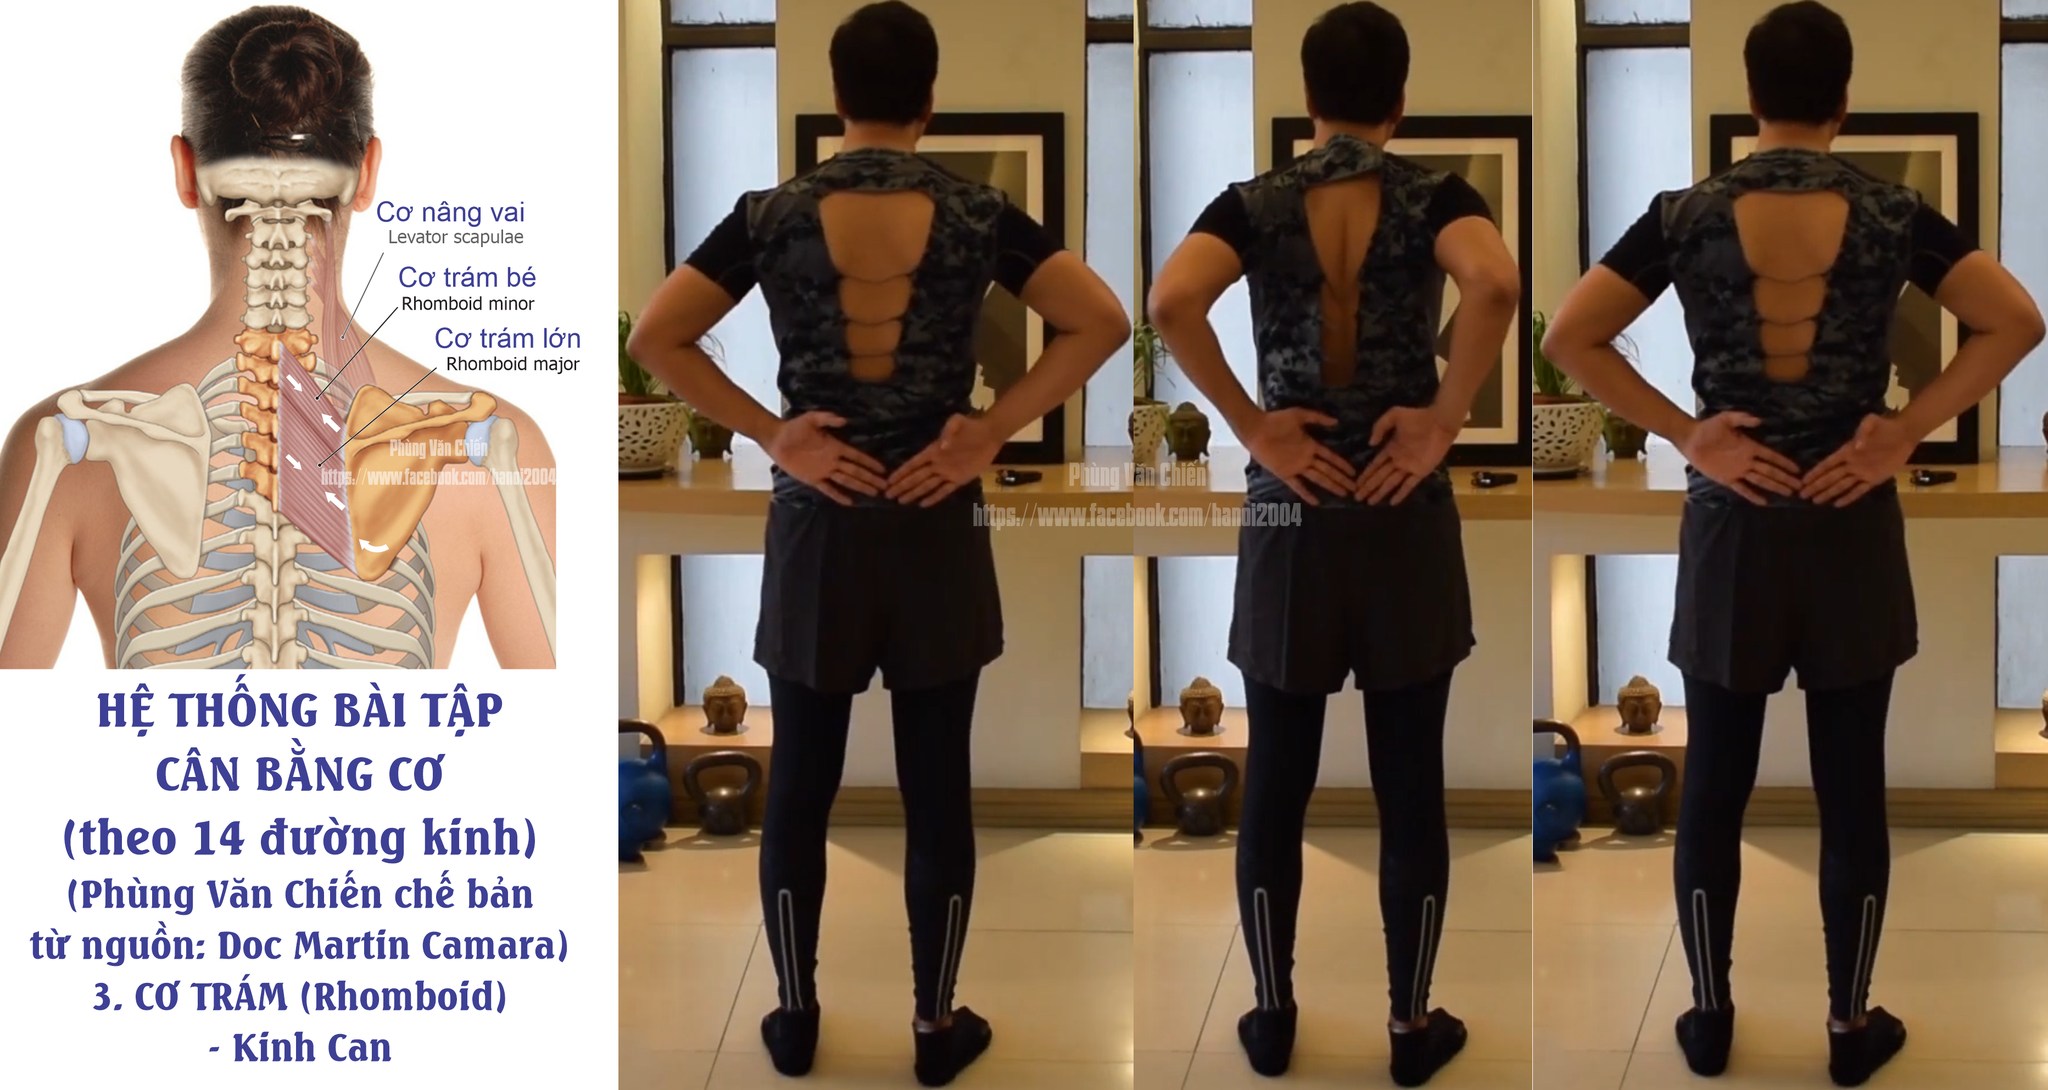 Cơ nâng vai
Levator scapulae
Cơ trám bé
Rhomboid minor
Cơ trám lớn
Rhomboid major
Phùng Văn Chiến
https://www.facebook.com/hanoi2004
HỆ THỐNG BÀI TẬP
CÂN BẰNG CƠ
(theo 14 đường kinh)
(Phùng Văn Chiến chế bản
từ nguồn: Doc Martin Camara)
3. CƠ TRÁM (Rhomboid)
- Kinh Can
Phùng Văn Chiến
https://www.facebook.com/hanoi2004